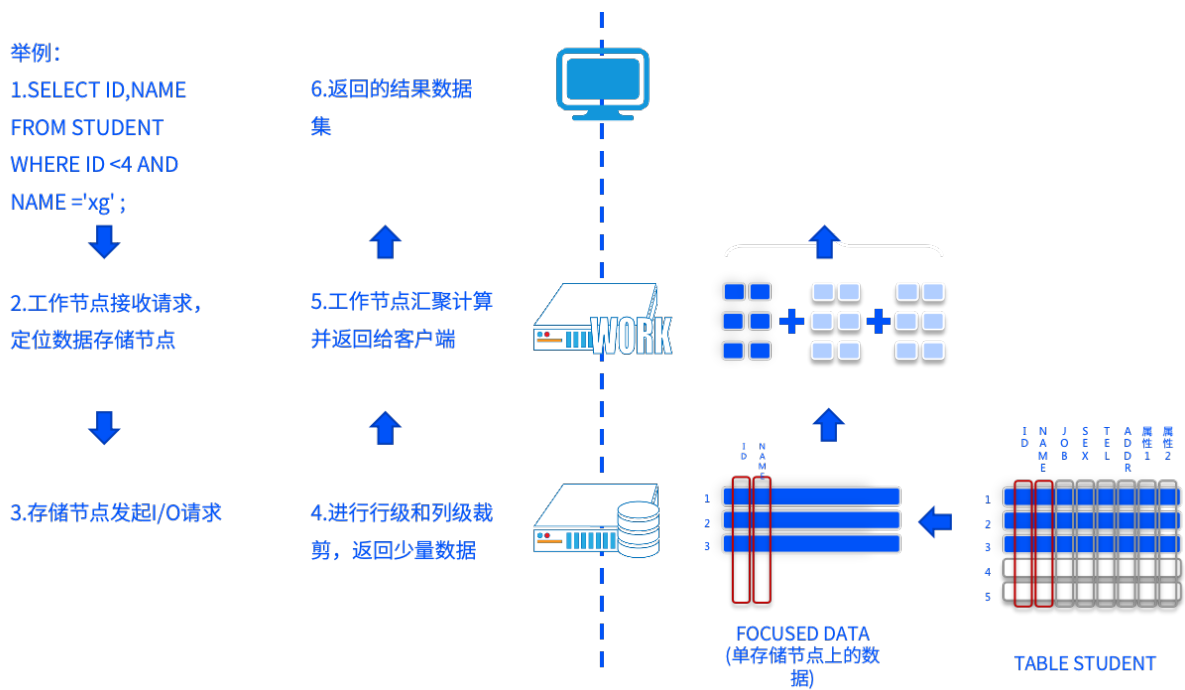 举例：
1.SELECT ID,NAME
FROM STUDENT
WHERE ID <4 AND
NAME ='xg' ;
2.工作节点接收请求，
定位数据存储节点
3.存储节点发起I/O请求
6.返回的结果数据
集
5.工作节点汇聚计算
并返回给客户端
4.进行行级和列级裁
剪，返回少量数据
WORK
ID
NAME
1
2
3
FOCUSED DATA
(单存储节点上的数
据)
ID
NAME
JOB
SEX
TEL
ADDR
属性1
属性2
1
2
3
4
5
TABLE STUDENT